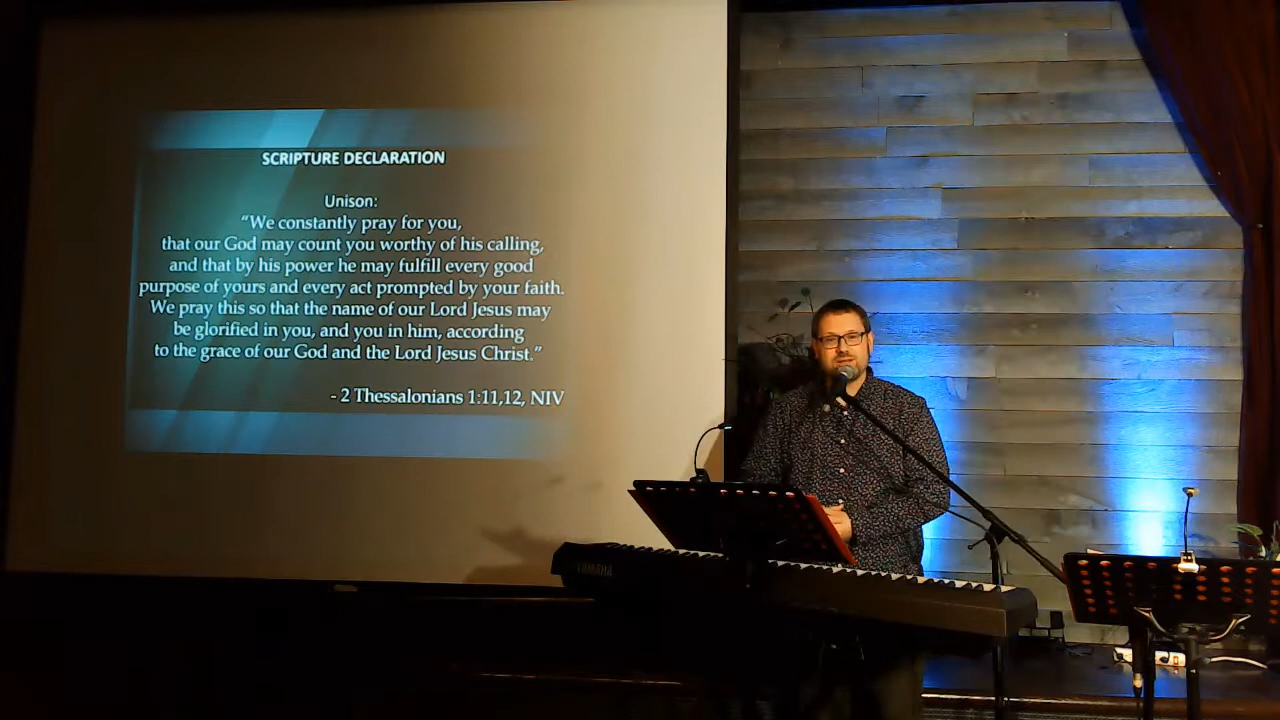 SCRIPTURE DECLARATION
Unison:
“We constantly pray for you,
that our God may count you worthy of his calling,
and that by his power he may fulfill every good
purpose of yours and every act prompted by your faith.
We pray this so that the name of our Lord Jesus may
be glorified in you, and you in him, according
to the grace of our God and the Lord Jesus Christ.”
- 2 Thessalonians 1:11,12, NIV
YAMAHA